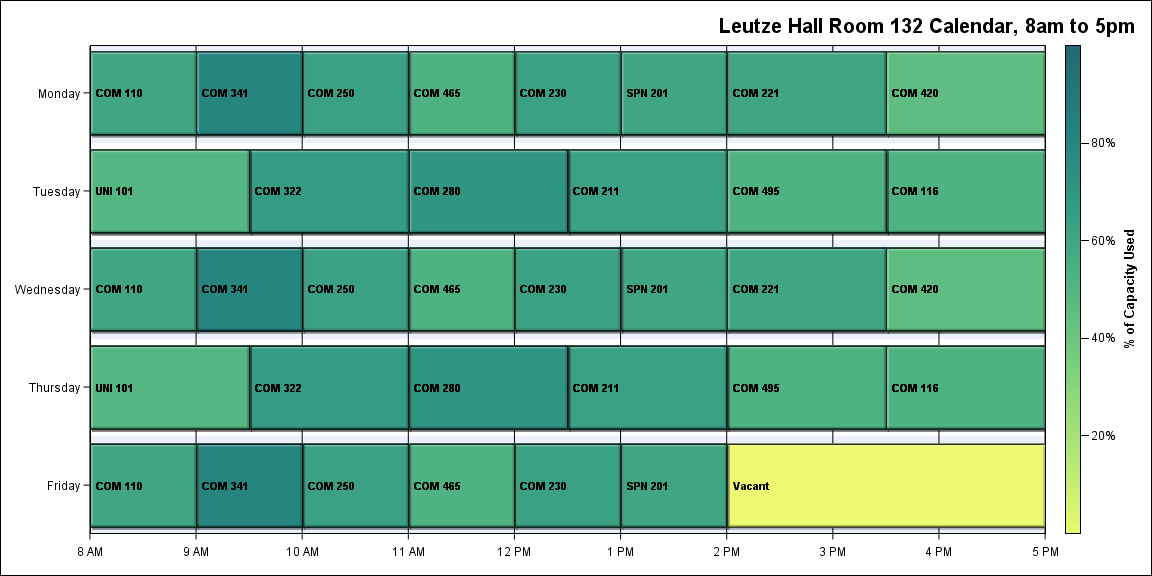 Leutze Hall Room 132 Calendar, 8am to 5pm
Monday
COM 110
COM 341
COM 250
COM 465
COM 230
SPN 201
COM 221
COM 420
Tuesday
UNI 101
COM 322
COM 280
COM 211
COM 495
COM 116
Wednesday
COM 110
COM 341
COM 250
COM 465
COM 230
SPN 201
COM 221
COM 420
Thursday
UNI 101
COM 322
COM 280
COM 211
COM 495
COM 116
Friday
COM 110
COM 341
COM 250
COM 465
COM 230
SPN 201
Vacant
8 AM
9 AM
10 AM
11 AM
12 PM
1 PM
2 PM
3 PM
4 PM
5 PM
80%
60%
40%
20%
% of Capacity Used